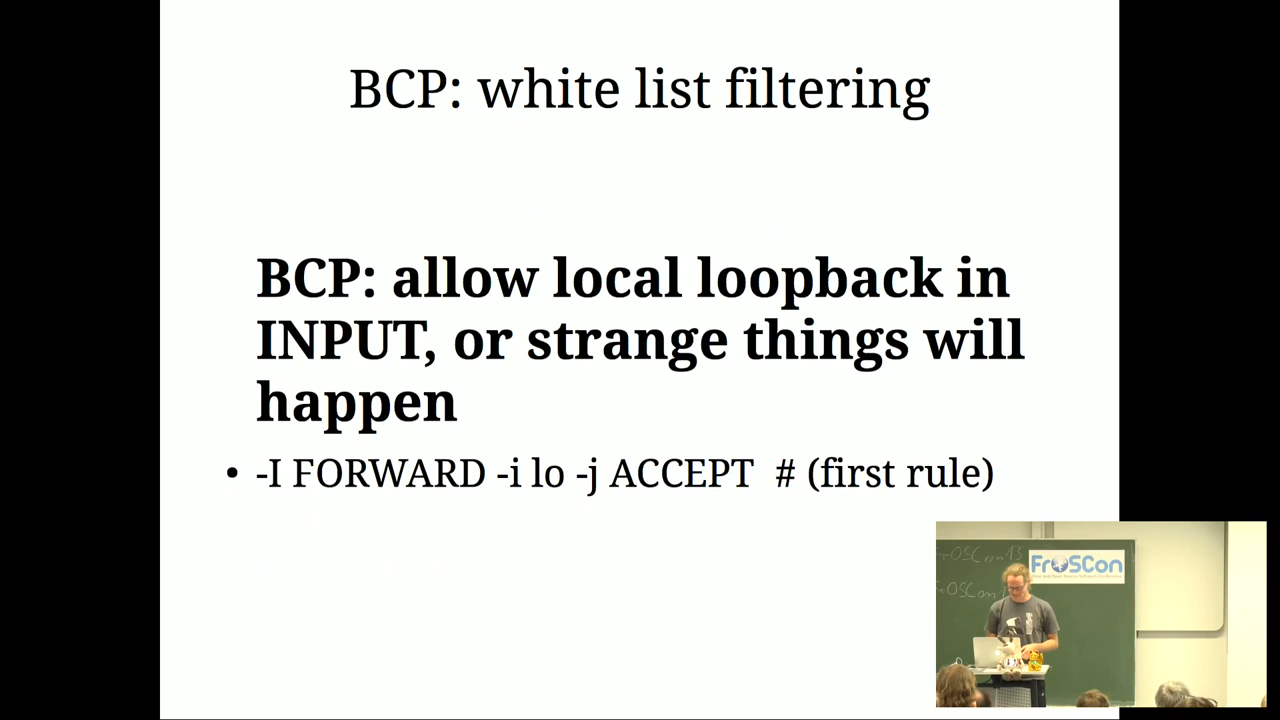 BCP: white list filtering
BCP: allow local loopback in
INPUT, or strange things will
happen
• -I FORWARD -i lo -j ACCEPT # (first rule)
FrOSCon